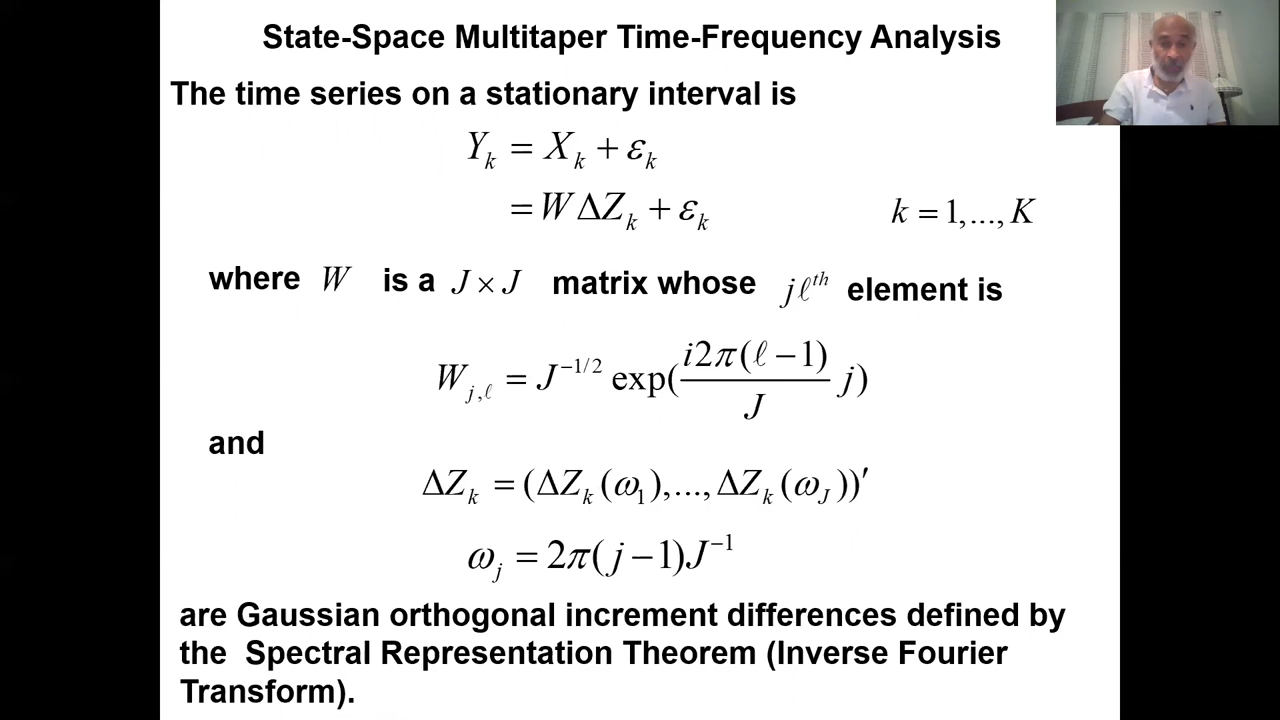 State-Space Multitaper Time-Frequency Analysis
The time series on a stationary interval is
Y_k = X_k + ε_k
= W ΔZ_k + ε_k    k = 1,..., K
where W is a J × J matrix whose jℓ^th element is
W_{j,ℓ} = J^{-1/2} exp(\frac{i2π(ℓ − 1)}{J} j)
and
ΔZ_k = (ΔZ_k(ω_1),..., ΔZ_k(ω_J))′
ω_j = 2π(j − 1)J^{-1}
are Gaussian orthogonal increment differences defined by
the Spectral Representation Theorem (Inverse Fourier
Transform).